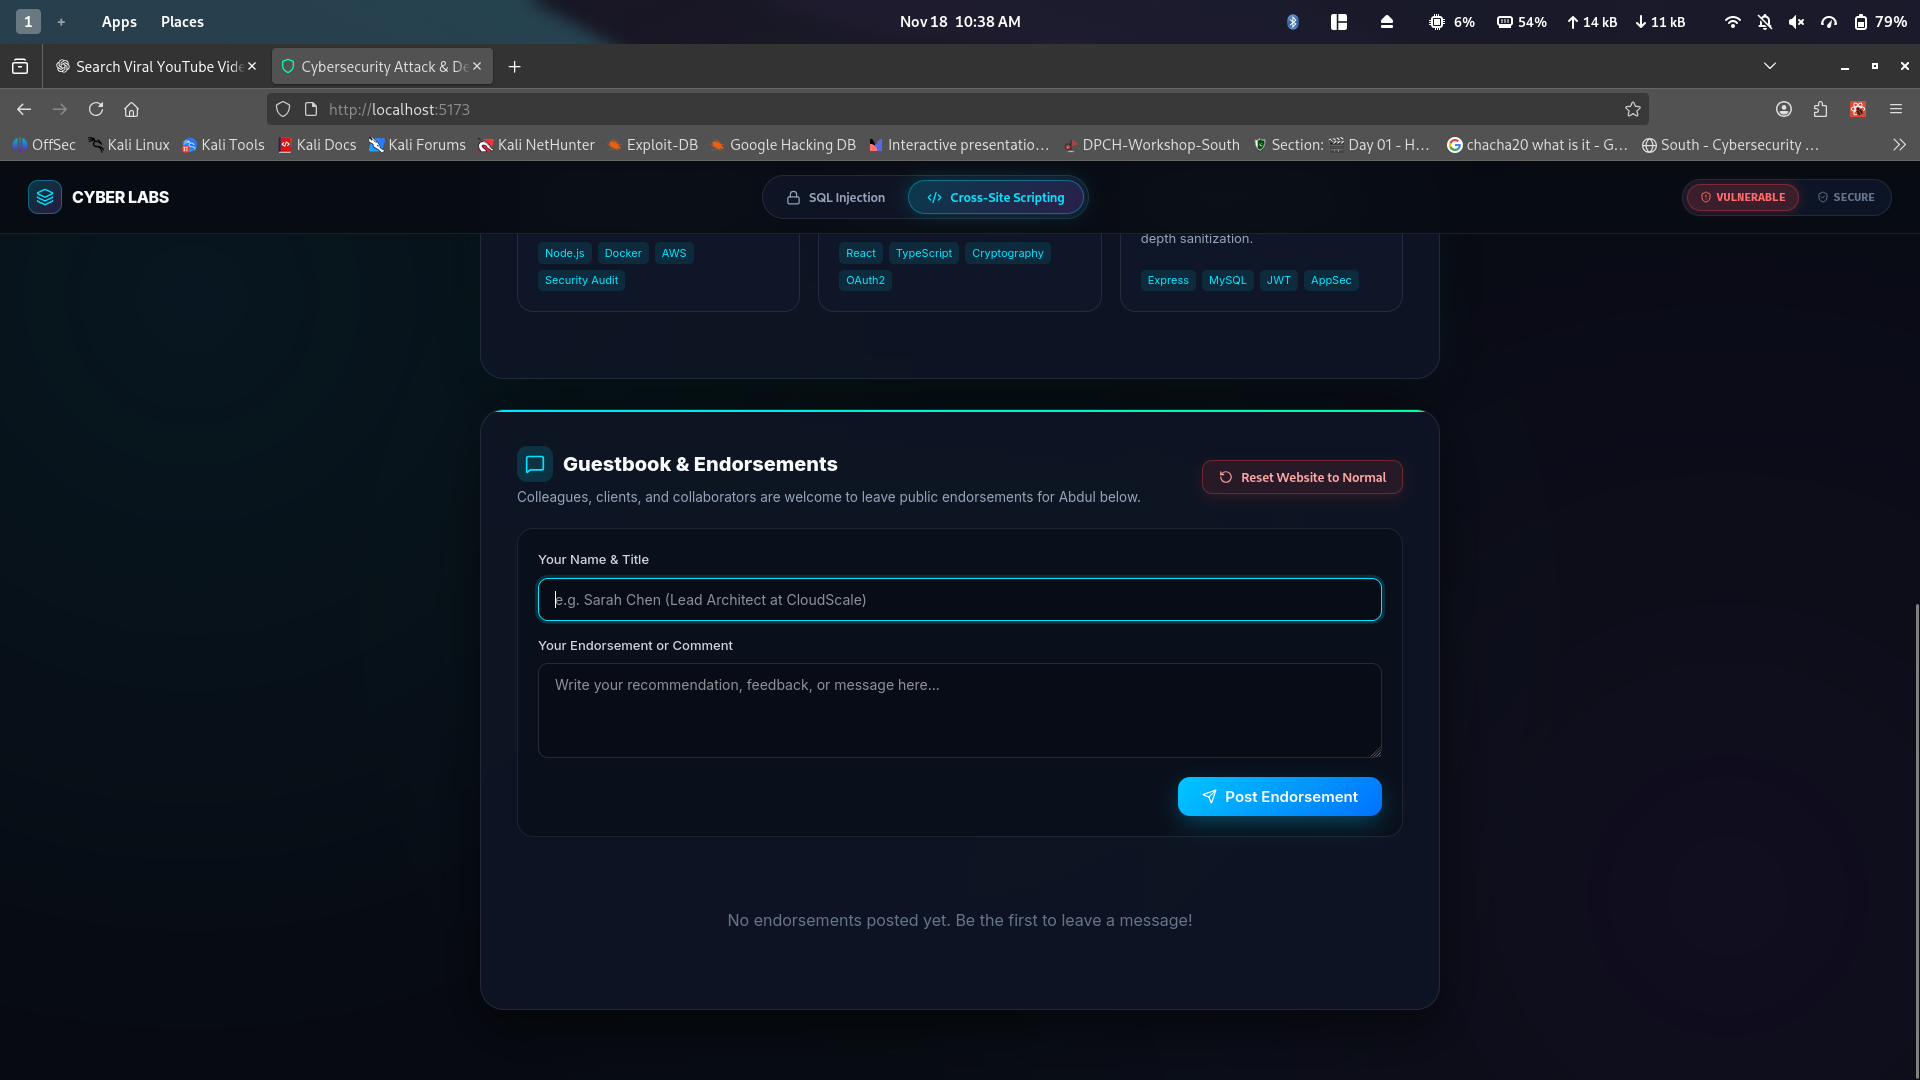 1 + Apps Places Nov 18 10:38 AM 6% 54% 14 kB 11 kB 79%
Search Viral YouTube Vide Cybersecurity Attack & De
http://localhost:5173
OffSec Kali Linux Kali Tools Kali Docs Kali Forums Kali NetHunter Exploit-DB Google Hacking DB Interactive presentatio... DPCH-Workshop-South Section: 🎬 Day 01 - H... chacha20 what is it - G... South - Cybersecurity ...
CYBER LABS SQL Injection Cross-Site Scripting VULNERABLE SECURE
depth sanitization.
Node.js Docker AWS React TypeScript Cryptography
Security Audit OAuth2 Express MySQL JWT AppSec
Guestbook & Endorsements
Reset Website to Normal
Colleagues, clients, and collaborators are welcome to leave public endorsements for Abdul below.
Your Name & Title
e.g. Sarah Chen (Lead Architect at CloudScale)
Your Endorsement or Comment
Write your recommendation, feedback, or message here...
Post Endorsement
No endorsements posted yet. Be the first to leave a message!